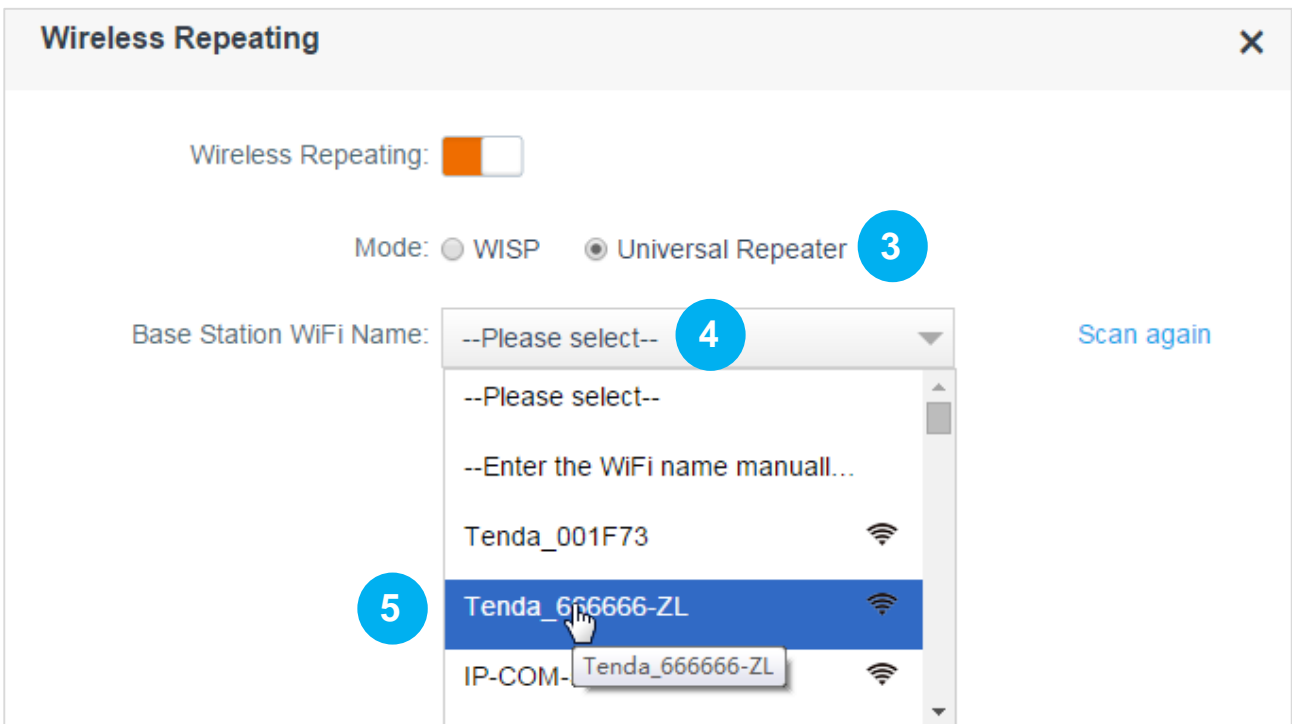 Wireless Repeating
Wireless Repeating:
Mode: WISP Universal Repeater 3
Base Station WiFi Name: --Please select-- 4 Scan again
--Please select--
--Enter the WiFi name manuall...
Tenda_001F73
5 Tenda_666666-ZL
IP-COM- Tenda_666666-ZL